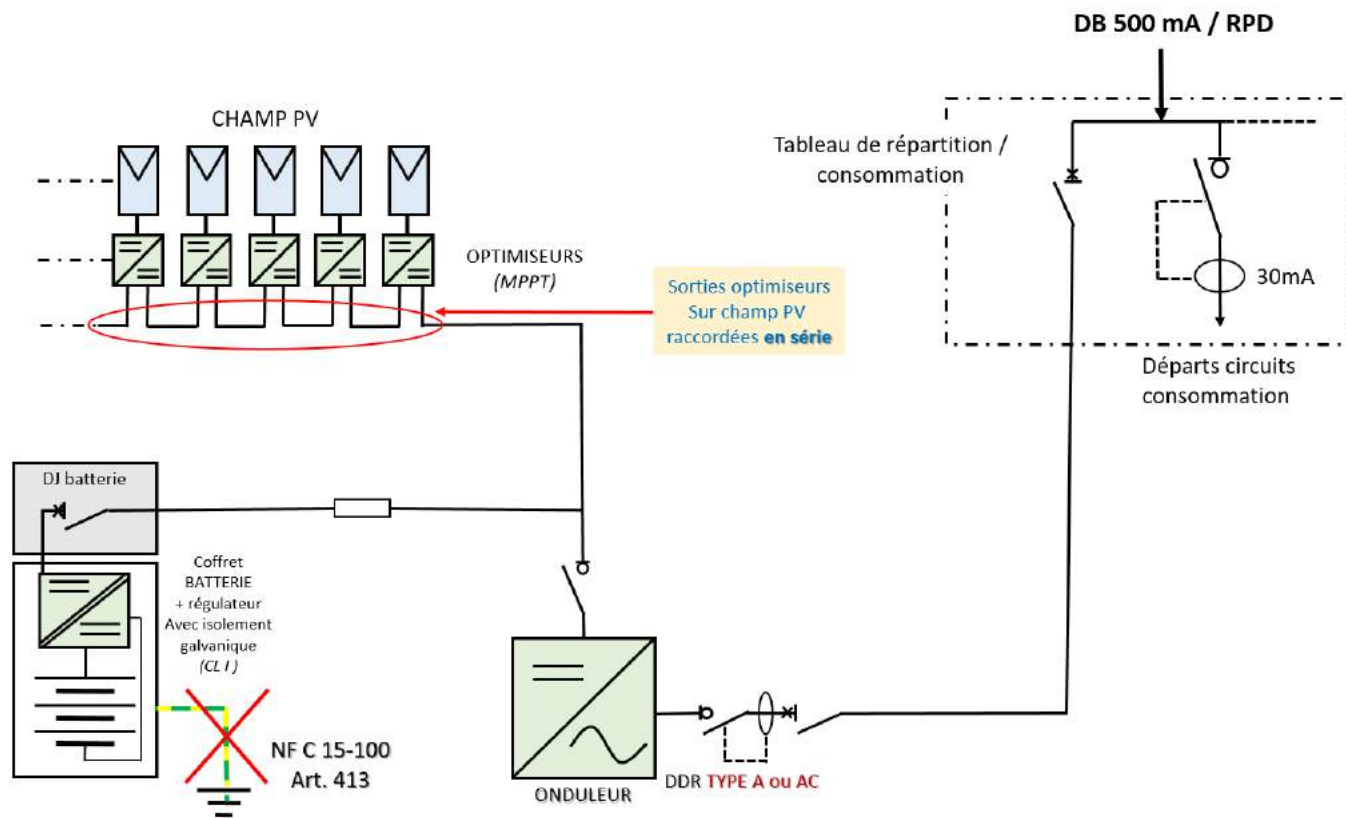 DB 500 mA / RPD
CHAMP PV
Tableau de répartition /
consommation
OPTIMISEURS
(MPPT)
Sorties optimiseurs
Sur champ PV
raccordées en série
30mA
Départs circuits
consommation
DJ batterie
Coffret
BATTERIE
+ régulateur
Avec isolement
galvanique
(CL I )
NF C 15-100
Art. 413
ONDULEUR
DDR TYPE A ou AC